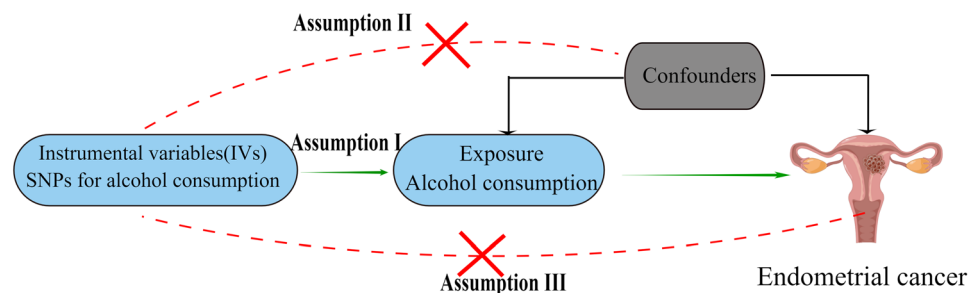 Assumption II
Confounders
Assumption I
Instrumental variables(IVs)
SNPs for alcohol consumption
Exposure
Alcohol consumption
Assumption III
Endometrial cancer